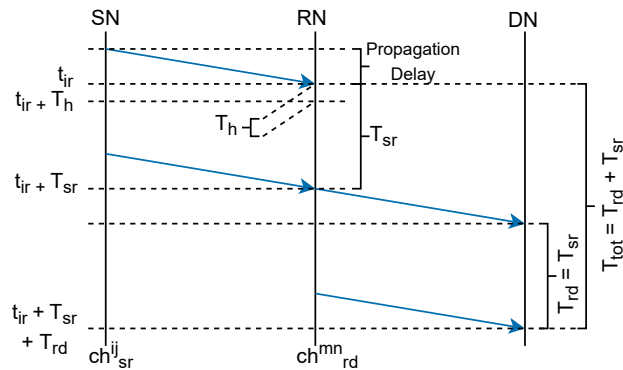 SN RN DN
Propagation
Delay
t_ir
t_ir + T_h
T_h
T_sr
t_ir + T_sr
T_rd = T_sr
T_tot = T_rd + T_sr
t_ir + T_sr
+ T_rd
ch^ij_sr ch^mn_rd